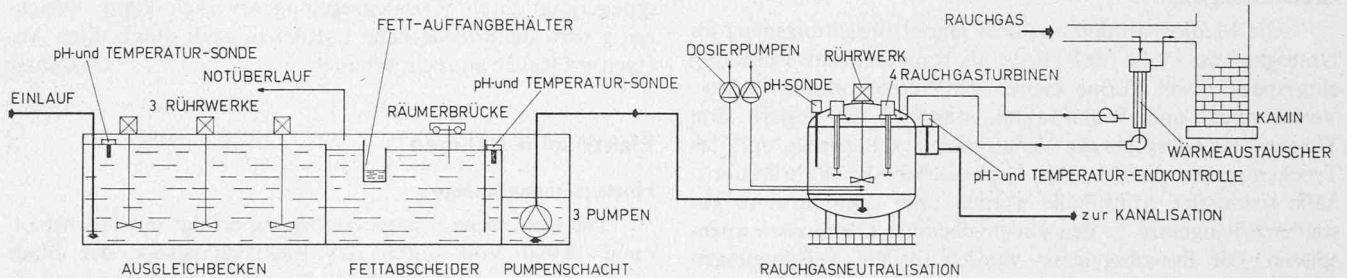 FETT-AUFFANGBEHÄLTER
pH-und TEMPERATUR-SONDE
NOTÜBERLAUF
pH-und TEMPERATUR-SONDE
EINLAUF
3 RÜHRWERKE
RÄUMERBRÜCKE
3 PUMPEN
AUSGLEICHBECKEN
FETTABSCHEIDER
PUMPENSCHACHT
RAUCHGAS
DOSIERPUMPEN
RÜHRWERK
pH-SONDE
4 RAUCHGASTURBINEN
KAMIN
WÄRMEAUSTAUSCHER
pH-und TEMPERATUR-ENDKONTROLLE
zur KANALISATION
RAUCHGASNEUTRALISATION